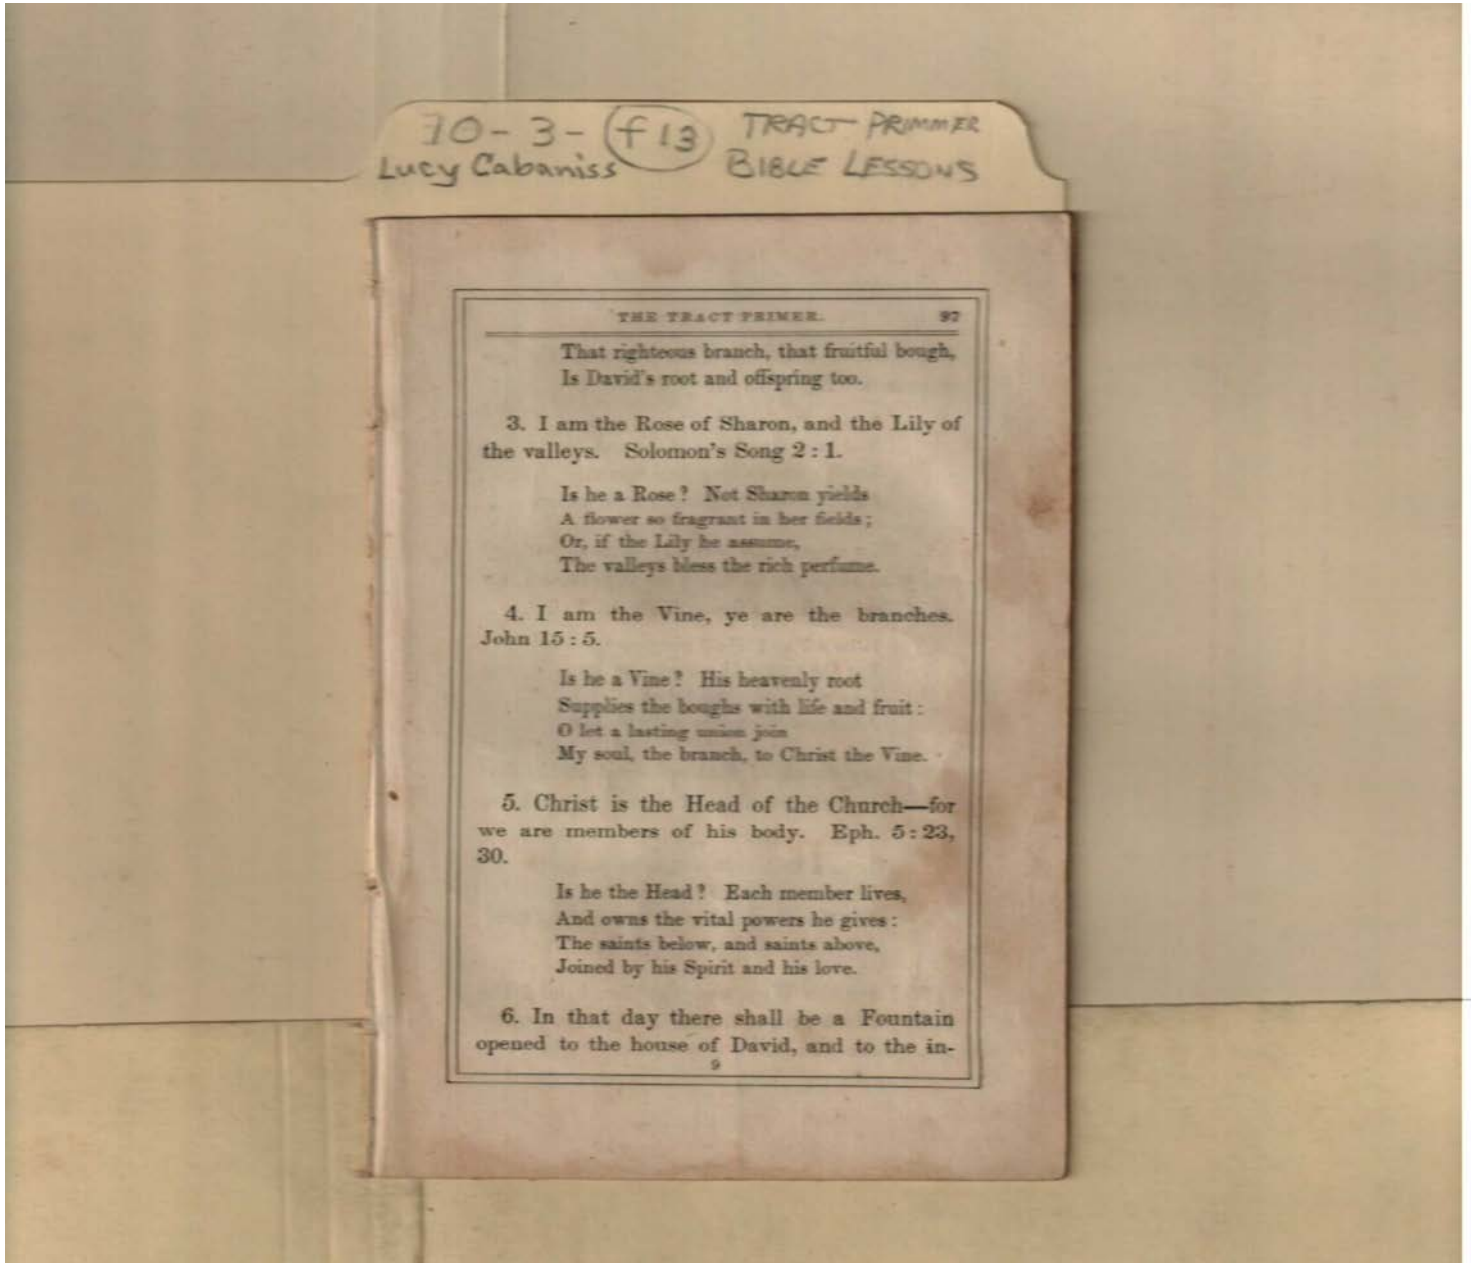 10-3-f13 TRACT PRIMMER
Lucy Cabaniss BIBLE LESSONS
THE TRACT PRIMER. 97
That righteous branch, that fruitful bough,
Is David's root and offspring too.
3. I am the Rose of Sharon, and the Lily of
the valleys. Solomon's Song 2 : 1.
Is he a Rose? Not Sharon yields
A flower so fragrant in her fields;
Or, if the Lily he assume,
The valleys bless the rich perfume.
4. I am the Vine, ye are the branches.
John 15 : 5.
Is he a Vine? His heavenly root
Supplies the boughs with life and fruit:
O let a lasting union join
My soul, the branch, to Christ the Vine.
5. Christ is the Head of the Church—for
we are members of his body. Eph. 5 : 23,
30.
Is he the Head? Each member lives,
And owns the vital powers he gives:
The saints below, and saints above,
Joined by his Spirit and his love.
6. In that day there shall be a Fountain
opened to the house of David, and to the in-
9